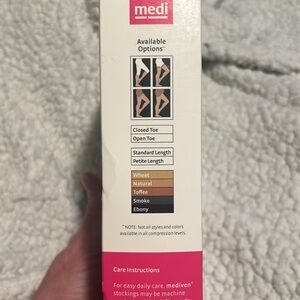 medi
Available
Options*
Closed Toe
Open Toe
Standard Length
Petite Length
Wheat
Natural
Toffee
Smoke
Ebony
*NOTE: Not all styles and colors
available in all compression levels.
Care Instructions
For easy daily care, mediven®
stockings may be machine